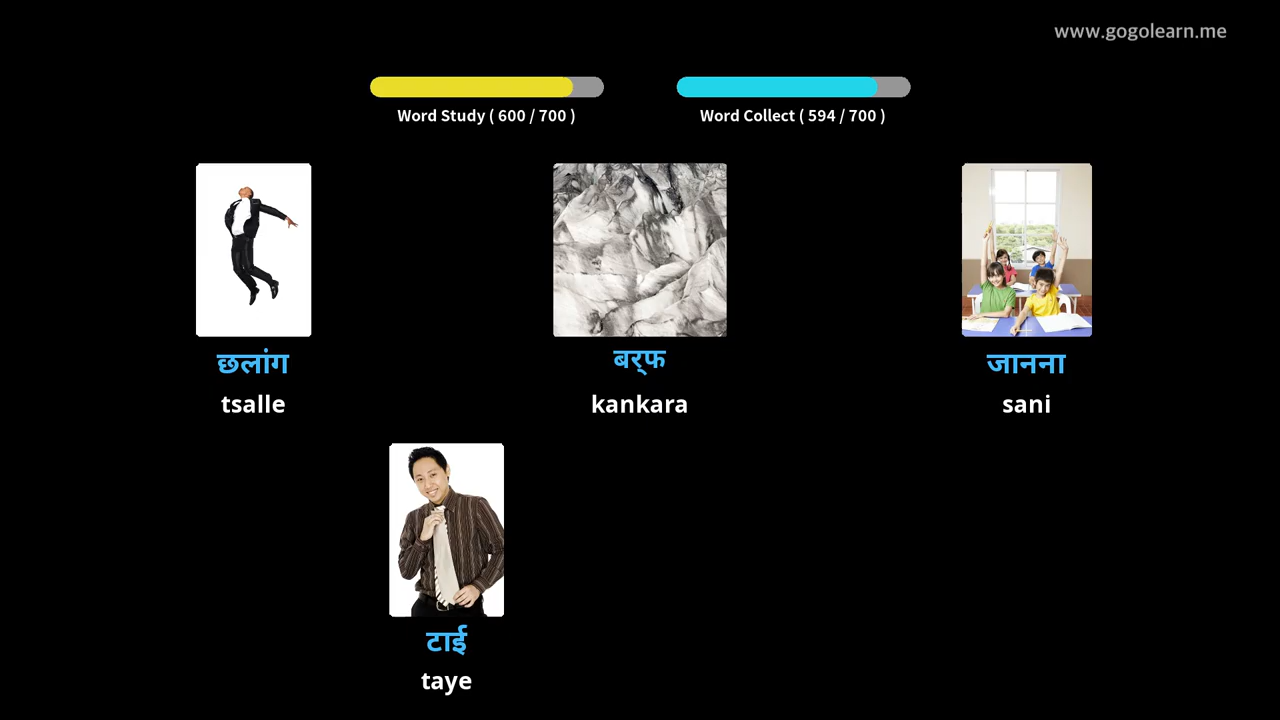 www.gogolearn.me
Word Study ( 600 / 700 )
Word Collect ( 594 / 700 )
छलांग
बर्फ
जानना
tsalle
kankara
sani
टाई
taye